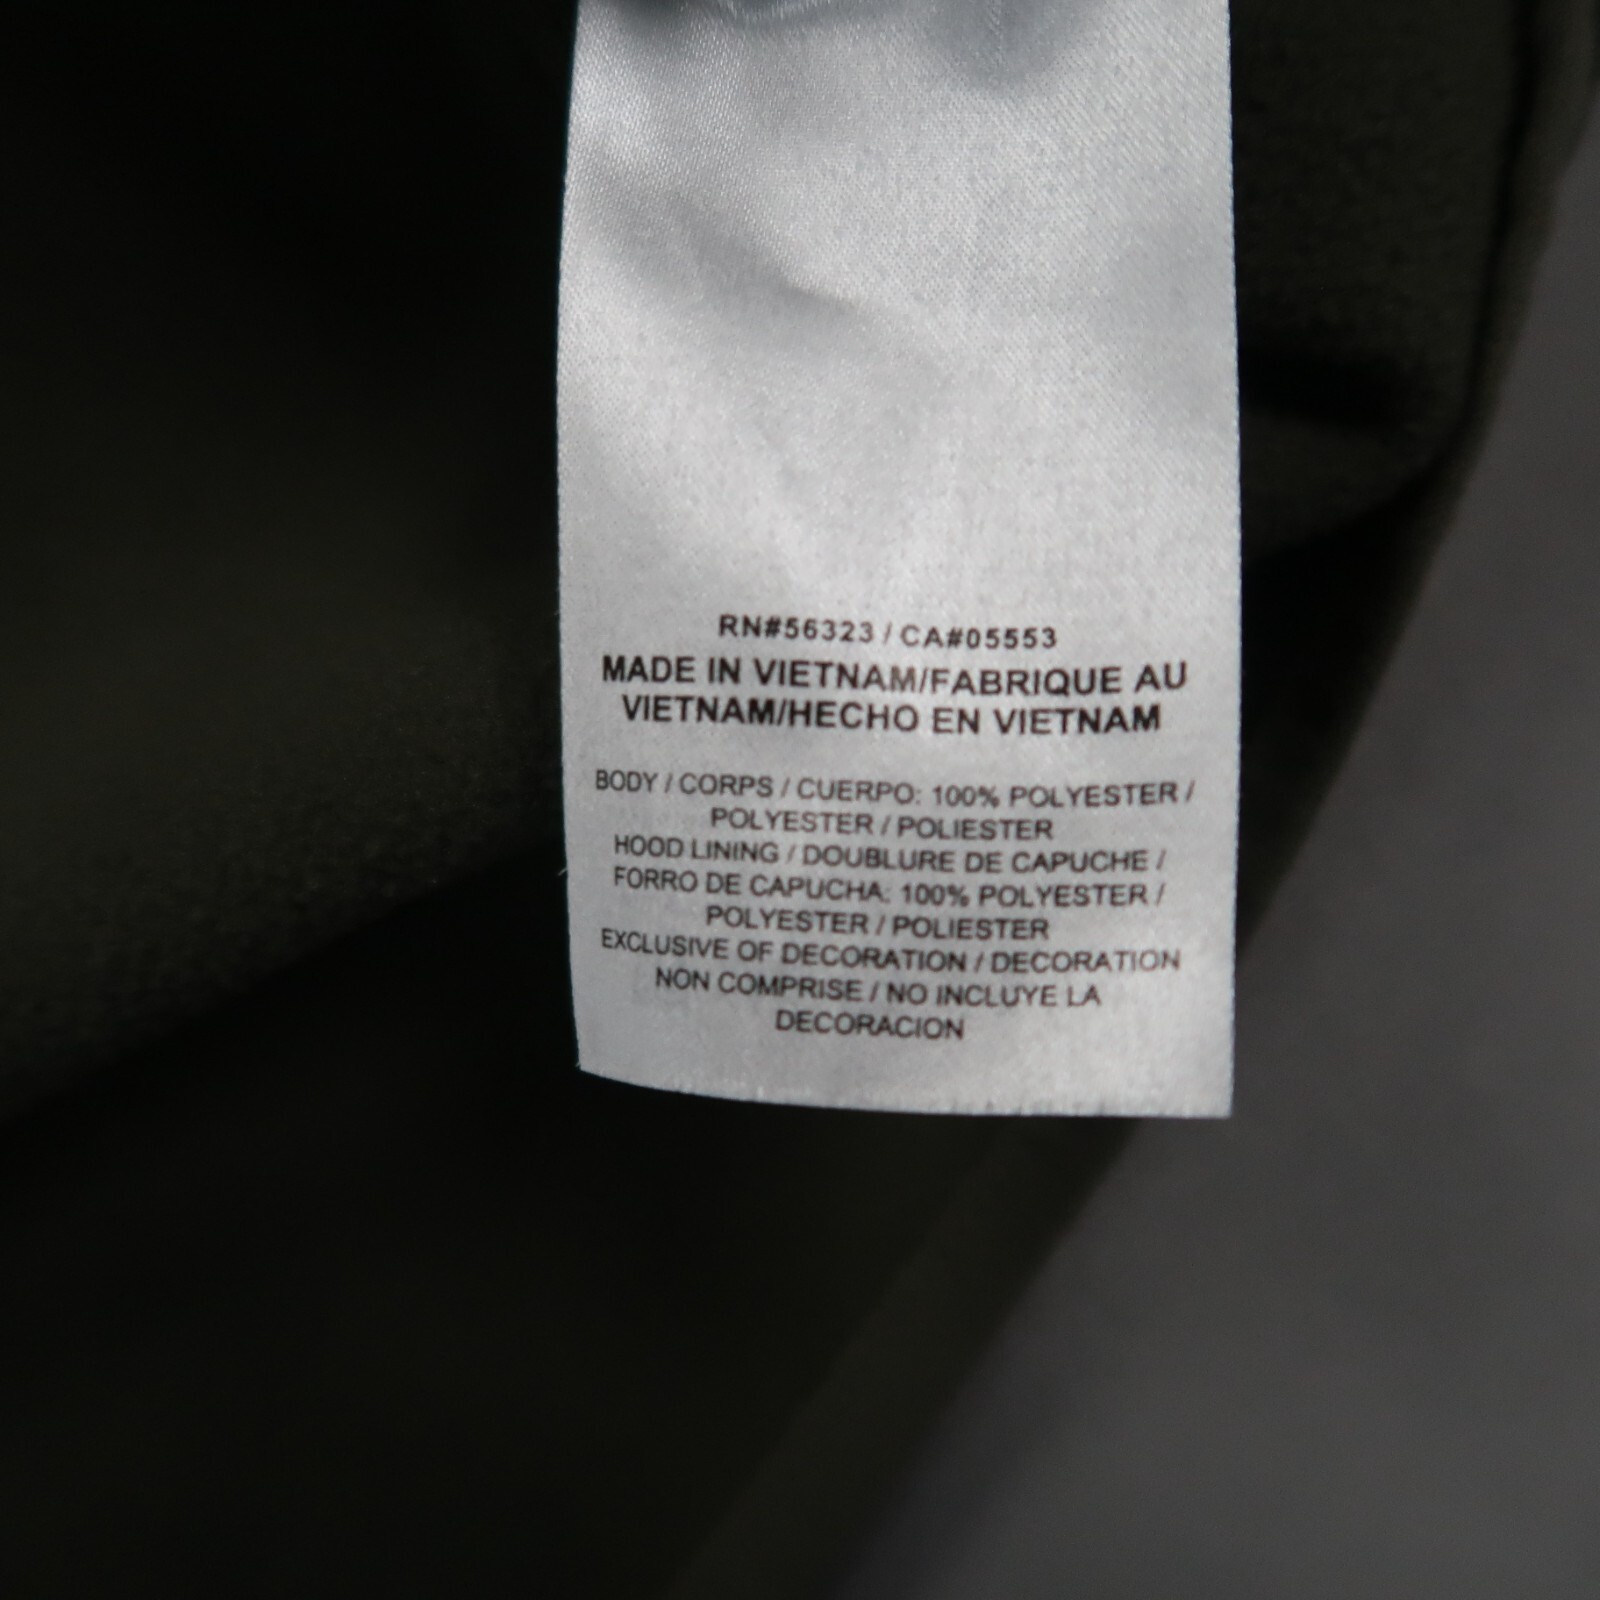 RN#56323 / CA#05553
MADE IN VIETNAM/FABRIQUE AU
VIETNAM/HECHO EN VIETNAM
BODY / CORPS / CUERPO: 100% POLYESTER /
POLYESTER / POLIESTER
HOOD LINING / DOUBLURE DE CAPUCHE /
FORRO DE CAPUCHA: 100% POLYESTER /
POLYESTER / POLIESTER
EXCLUSIVE OF DECORATION / DECORATION
NON COMPRISE / NO INCLUYE LA
DECORACION